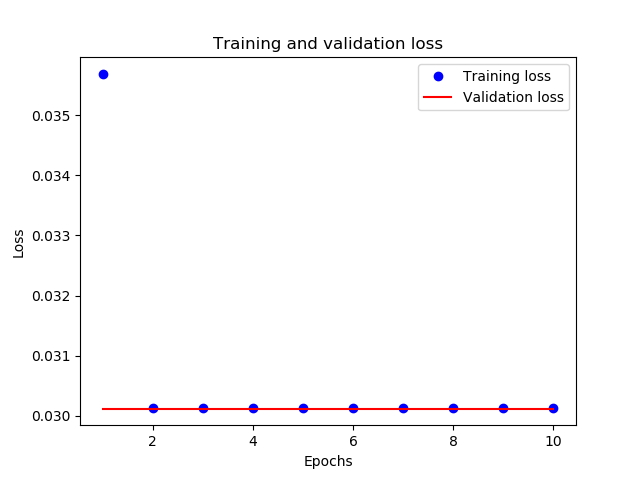 Training and validation loss
Training loss
Validation loss
0.035
0.034
0.033
0.032
0.031
0.030
Loss
2 4 6 8 10
Epochs